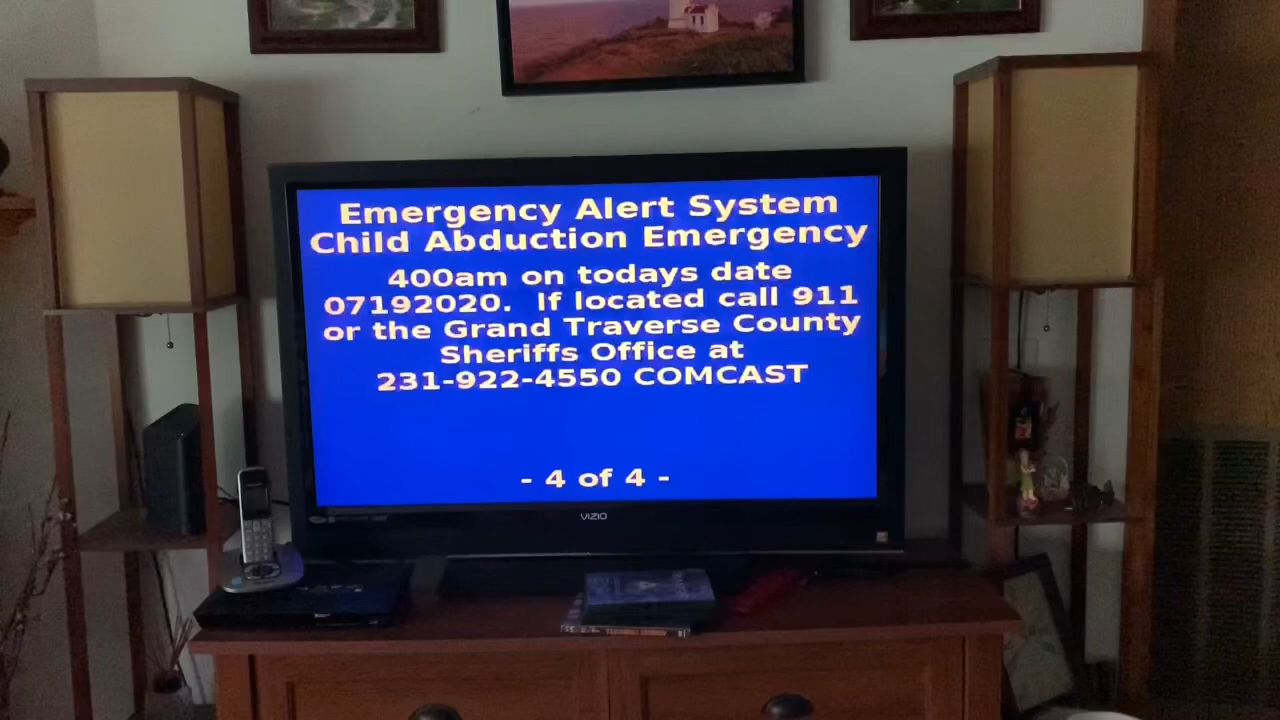 Emergency Alert System
Child Abduction Emergency
400am on todays date
07192020.  If located call 911
or the Grand Traverse County
Sheriffs Office at
231-922-4550 COMCAST
- 4 of 4 -
VIZIO